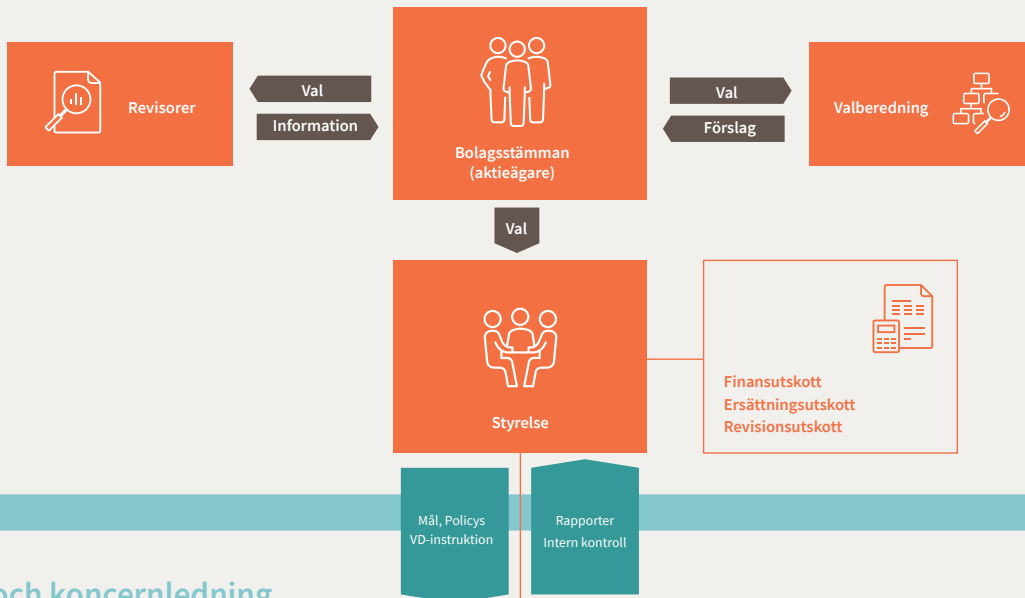 Revisorer
Val
Information
Bolagsstämman
(aktieägare)
Val
Förslag
Valberedning
Val
Styrelse
Finansutskott
Ersättningsutskott
Revisionsutskott
Mål, Policys
VD-instruktion
Rapporter
Intern kontroll
och koncernledning